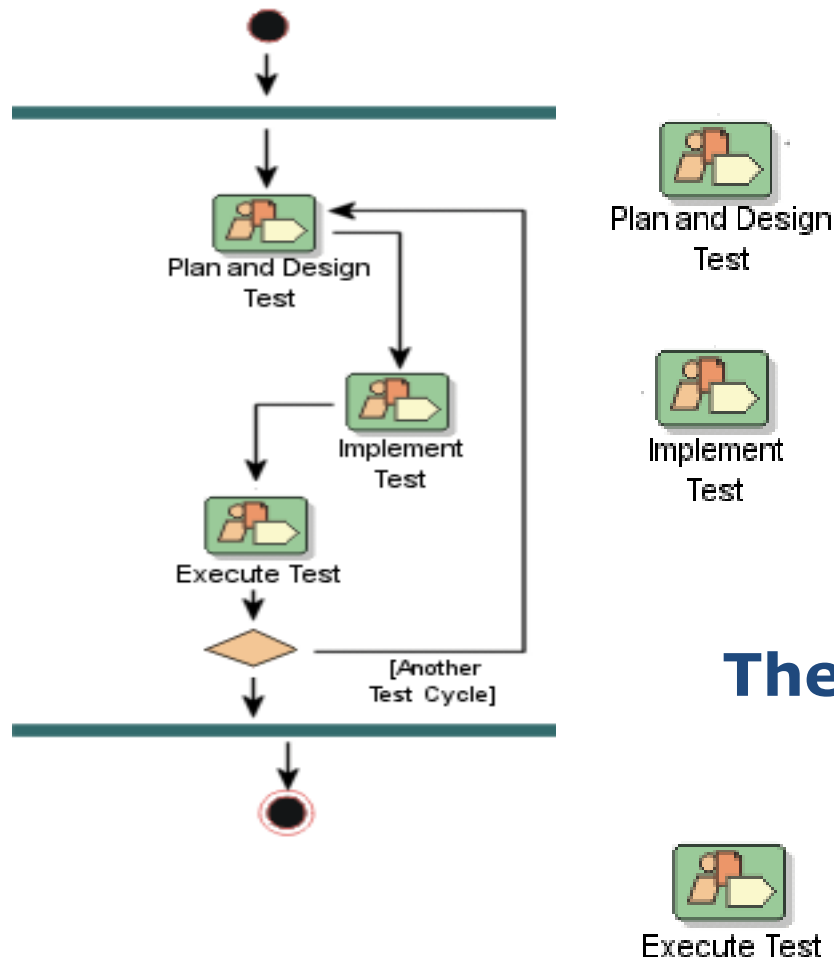 Plan and Design
Test
Implement
Test
Execute Test
[Another
Test Cycle]
Plan and Design
Test
Implement
Test
The
Execute Test